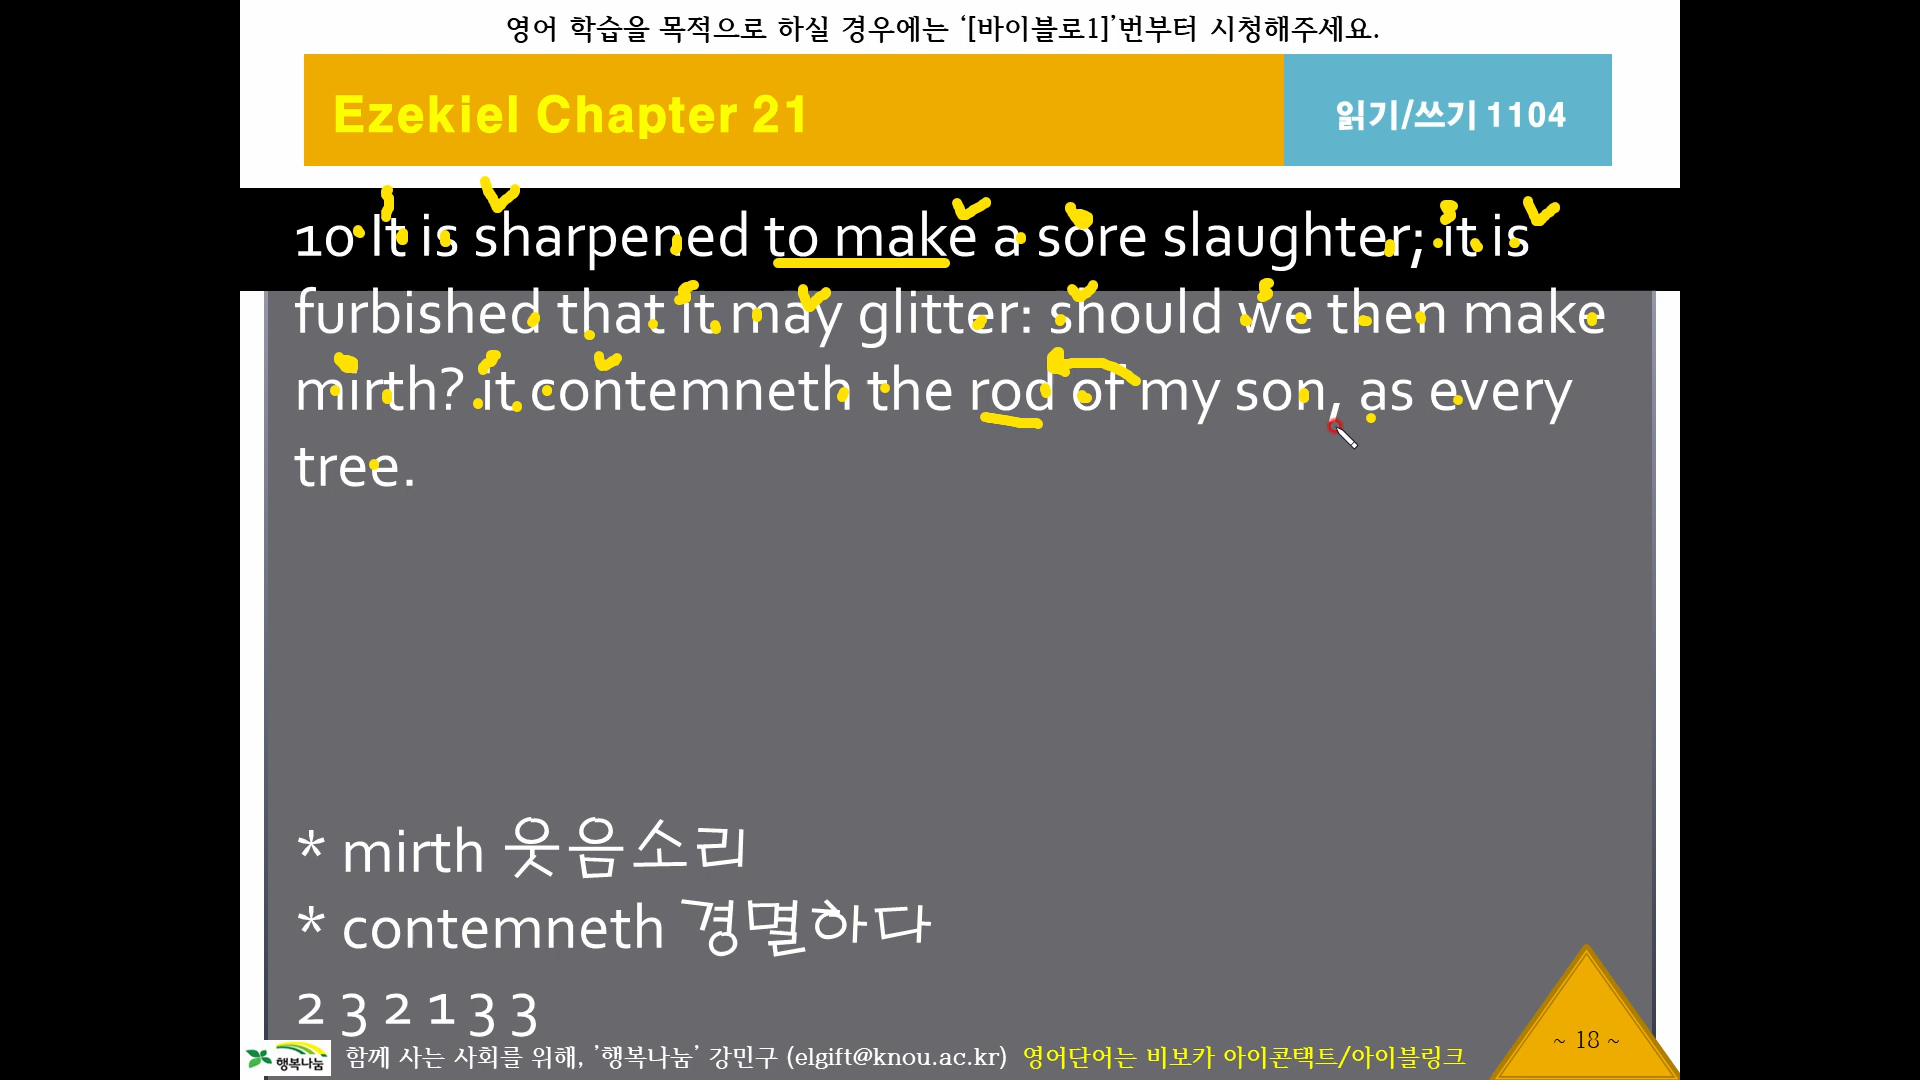 영어 학습을 목적으로 하실 경우에는 ‘[바이블로1]’번부터 시청해주세요.
Ezekiel Chapter 21
읽기/쓰기 1104
10 It is sharpened to make a sore slaughter; it is
furbished that it may glitter: should we then make
mirth? it contemneth the rod of my son, as every
tree.
* mirth 웃음소리
* contemneth 경멸하다
2 3 2 1 3 3
~ 18 ~
행복나눔 함께 사는 사회를 위해, ’행복나눔’ 강민구 (elgift@knou.ac.kr) 영어단어는 비보카 아이콘택트/아이블링크